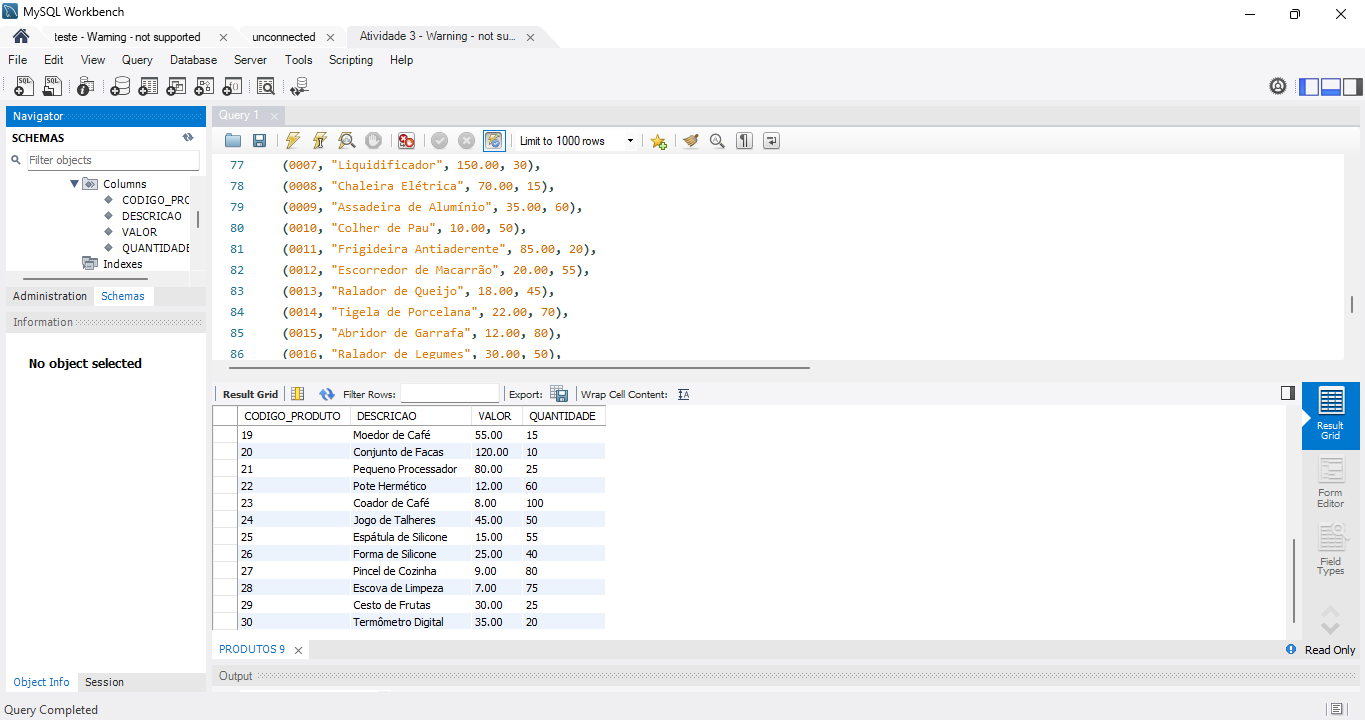 MySQL Workbench
teste - Warning - not supported
unconnected
Atividade 3 - Warning - not su...
File Edit View Query Database Server Tools Scripting Help
Navigator
SCHEMAS
Filter objects
Columns
CODIGO_PRO
DESCRICAO
VALOR
QUANTIDADE
Indexes
Administration Schemas
Information
No object selected
Object Info Session
Query 1
Limit to 1000 rows
77 (0007, "Liquidificador", 150.00, 30),
78 (0008, "Chaleira Elétrica", 70.00, 15),
79 (0009, "Assadeira de Alumínio", 35.00, 60),
80 (0010, "Colher de Pau", 10.00, 50),
81 (0011, "Frigideira Antiaderente", 85.00, 20),
82 (0012, "Escorredor de Macarrão", 20.00, 55),
83 (0013, "Ralador de Queijo", 18.00, 45),
84 (0014, "Tigela de Porcelana", 22.00, 70),
85 (0015, "Abridor de Garrafa", 12.00, 80),
86 (0016, "Ralador de Legumes", 30.00, 50),
Result Grid Filter Rows: Export: Wrap Cell Content:
CODIGO_PRODUTO DESCRICAO VALOR QUANTIDADE
19 Moedor de Café 55.00 15
20 Conjunto de Facas 120.00 10
21 Pequeno Processador 80.00 25
22 Pote Hermético 12.00 60
23 Coador de Café 8.00 100
24 Jogo de Talheres 45.00 50
25 Espátula de Silicone 15.00 55
26 Forma de Silicone 25.00 40
27 Pincel de Cozinha 9.00 80
28 Escova de Limpeza 7.00 75
29 Cesto de Frutas 30.00 25
30 Termômetro Digital 35.00 20
Result
Grid
Form
Editor
Field
Types
PRODUTOS 9
Read Only
Output
Query Completed